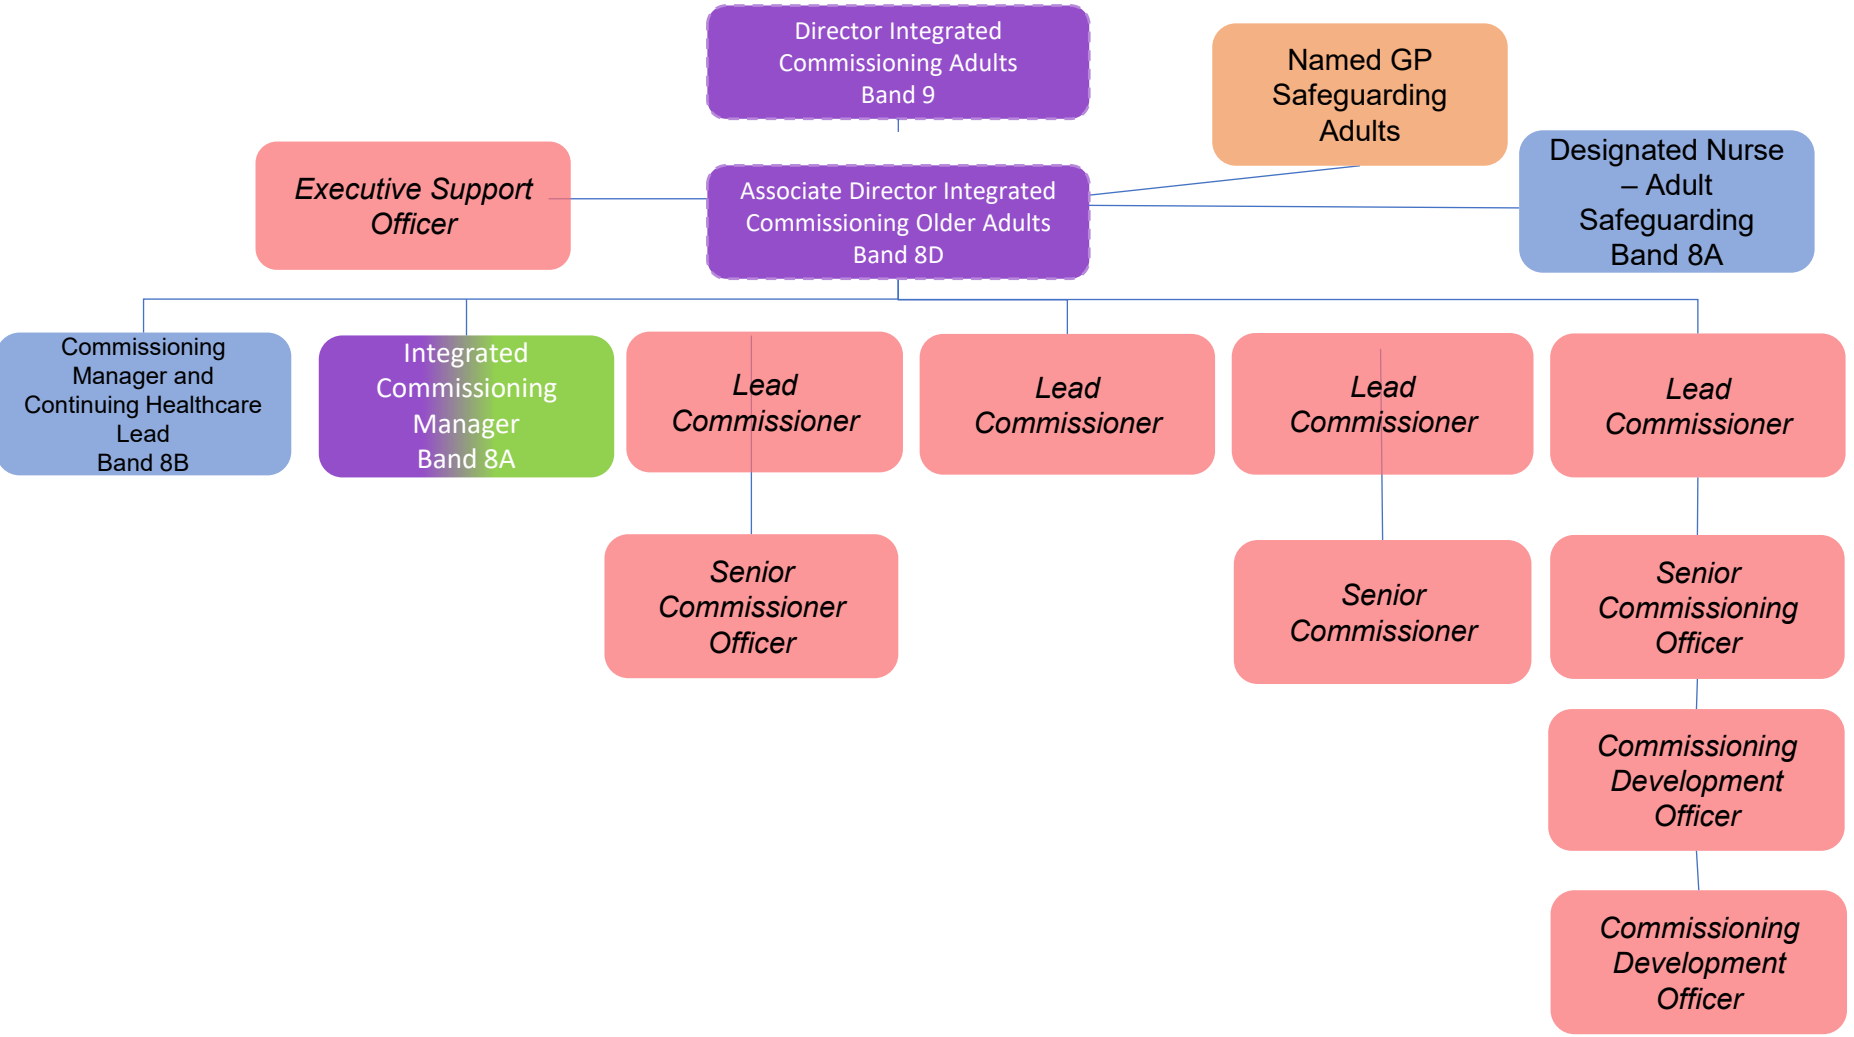 Director Integrated
Commissioning Adults
Band 9
Named GP
Safeguarding
Adults
Designated Nurse
– Adult
Safeguarding
Band 8A
Executive Support
Officer
Associate Director Integrated
Commissioning Older Adults
Band 8D
Commissioning
Manager and
Continuing Healthcare
Lead
Band 8B
Integrated
Commissioning
Manager
Band 8A
Lead
Commissioner
Lead
Commissioner
Lead
Commissioner
Lead
Commissioner
Senior
Commissioner
Officer
Senior
Commissioner
Senior
Commissioning
Officer
Commissioning
Development
Officer
Commissioning
Development
Officer